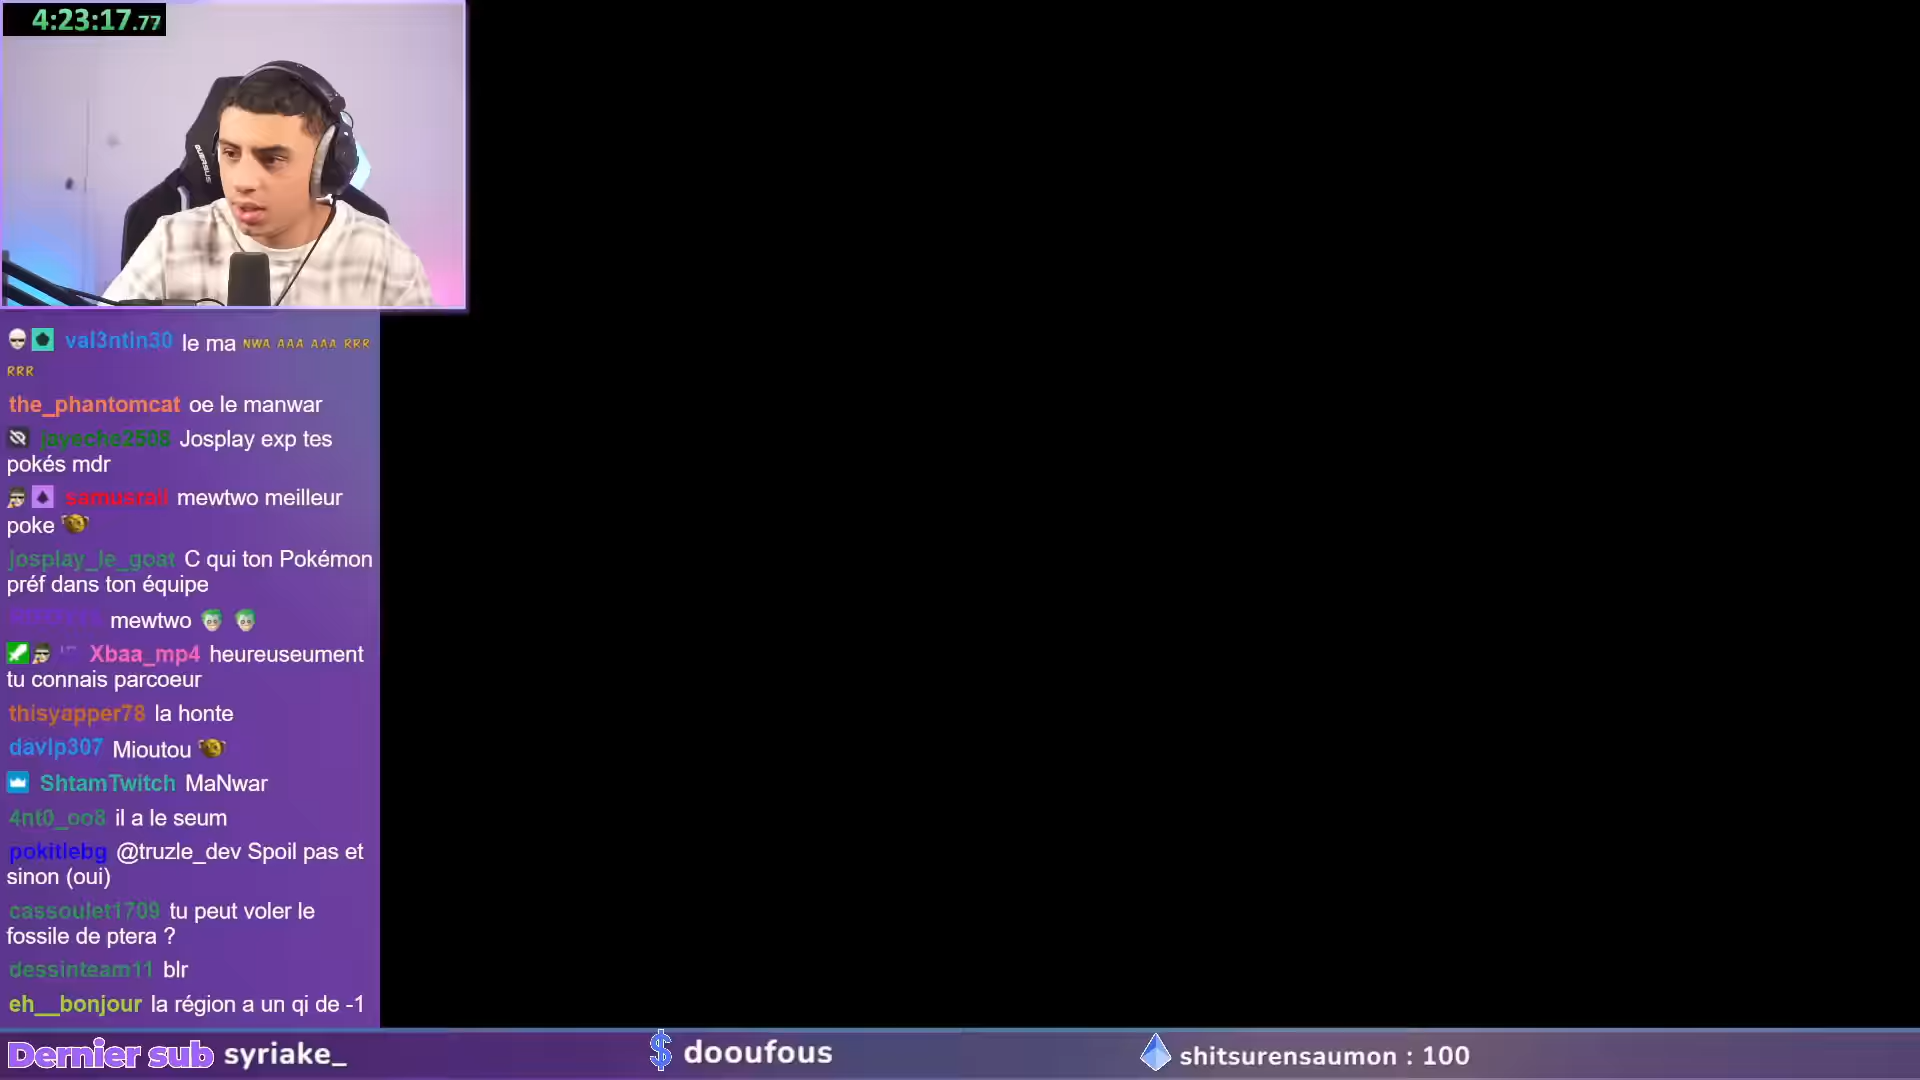 4:23:17.77
val3ntin30 le ma NWA AAA AAA RRR
RRR
the_phantomcat oe le manwar
jayeche2508 Josplay exp tes
pokés mdr
samusrail mewtwo meilleur
poke
josplay_le_goat C qui ton Pokémon
préf dans ton équipe
mewtwo
Xbaa_mp4 heureuseument
tu connais parcoeur
thisyapper78 la honte
davlp307 Mioutou
ShtamTwitch MaNwar
4nt0_oo8 il a le seum
pokitlebg @truzle_dev Spoil pas et
sinon (oui)
cassoulet1709 tu peut voler le
fossile de ptera ?
dessinteam11 blr
eh__bonjour la région a un qi de -1
Dernier sub syriake_
dooufous
shitsurensaumon : 100